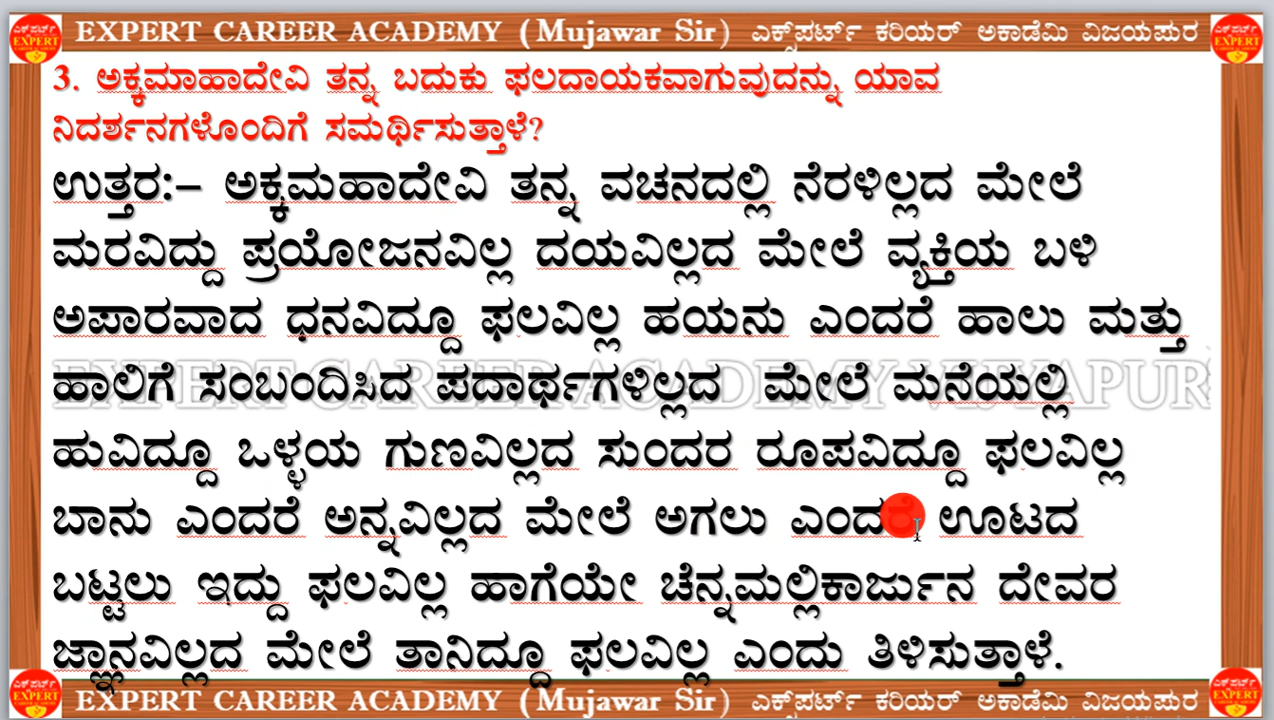 EXPERT CAREER ACADEMY (Mujawar Sir) ಎಕ್ಸ್‌ಪರ್ಟ್ ಕರಿಯರ್ ಅಕಾಡೆಮಿ ವಿಜಯಪುರ
3. ಅಕ್ಕಮಾಹಾದೇವಿ ತನ್ನ ಬದುಕು ಫಲದಾಯಕವಾಗುವುದನ್ನು ಯಾವ
ನಿದರ್ಶನಗಳೊಂದಿಗೆ ಸಮರ್ಥಿಸುತ್ತಾಳೆ?
ಉತ್ತರ:– ಅಕ್ಕಮಹಾದೇವಿ ತನ್ನ ವಚನದಲ್ಲಿ ನೆರಳಿಲ್ಲದ ಮೇಲೆ
ಮರವಿದ್ದು ಪ್ರಯೋಜನವಿಲ್ಲ ದಯವಿಲ್ಲದ ಮೇಲೆ ವ್ಯಕ್ತಿಯ ಬಳಿ
ಅಪಾರವಾದ ಧನವಿದ್ದೂ ಫಲವಿಲ್ಲ ಹಯನು ಎಂದರೆ ಹಾಲು ಮತ್ತು
ಹಾಲಿಗೆ ಸಂಬಂದಿಸಿದ ಪದಾರ್ಥಗಳಿಲ್ಲದ ಮೇಲೆ ಮನೆಯಲ್ಲಿ
EXPERT CAREER ACADEMY VIJYAPUR
ಹುವಿದ್ದೂ ಒಳ್ಳಯ ಗುಣವಿಲ್ಲದ ಸುಂದರ ರೂಪವಿದ್ದೂ ಫಲವಿಲ್ಲ
ಬಾನು ಎಂದರೆ ಅನ್ನವಿಲ್ಲದ ಮೇಲೆ ಅಗಲು ಎಂದರೆ ಊಟದ
ಬಟ್ಟಲು ಇದ್ದು ಫಲವಿಲ್ಲ ಹಾಗೆಯೇ ಚೆನ್ನಮಲ್ಲಿಕಾರ್ಜುನ ದೇವರ
ಜ್ಞಾನವಿಲ್ಲದ ಮೇಲೆ ತಾನಿದ್ದೂ ಫಲವಿಲ್ಲ ಎಂದು ತಿಳಿಸುತ್ತಾಳೆ.
EXPERT CAREER ACADEMY (Mujawar Sir) ಎಕ್ಸ್‌ಪರ್ಟ್ ಕರಿಯರ್ ಅಕಾಡೆಮಿ ವಿಜಯಪುರ